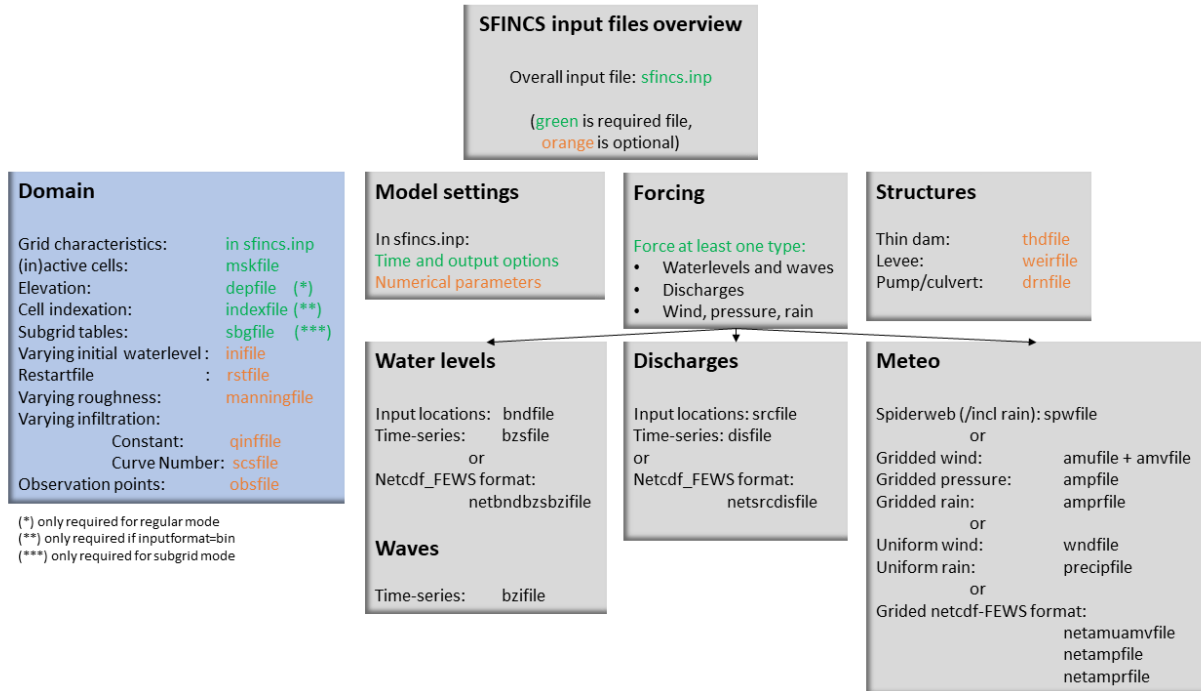 SFINCS input files overview
Overall input file: sfincs.inp
(green is required file,
orange is optional)
Domain
Grid characteristics: in sfincs.inp
(in)active cells: mskfile
Elevation: depfile (*)
Cell indexation: indexfile (**)
Subgrid tables: sbgfile (***)
Varying initial waterlevel : inifile
Restartfile : rstfile
Varying roughness: manningfile
Varying infiltration:
Constant: qinffile
Curve Number: scsfile
Observation points: obsfile
(*) only required for regular mode
(**) only required if inputformat=bin
(***) only required for subgrid mode
Model settings
In sfincs.inp:
Time and output options
Numerical parameters
Forcing
Force at least one type:
• Waterlevels and waves
• Discharges
• Wind, pressure, rain
Structures
Thin dam: thdfile
Levee: weirfile
Pump/culvert: drnfile
Water levels
Input locations: bndfile
Time-series: bzsfile
or
Netcdf_FEWS format:
netbndbzsbzifile
Waves
Time-series: bzifile
Discharges
Input locations: srcfile
Time-series: disfile
or
Netcdf_FEWS format:
netsrcdisfile
Meteo
Spiderweb (/incl rain): spwfile
or
Gridded wind: amufile + amvfile
Gridded pressure: ampfile
Gridded rain: amprfile
or
Uniform wind: wndfile
Uniform rain: precipfile
or
Grided netcdf-FEWS format:
netamuamvfile
netampfile
netamprfile